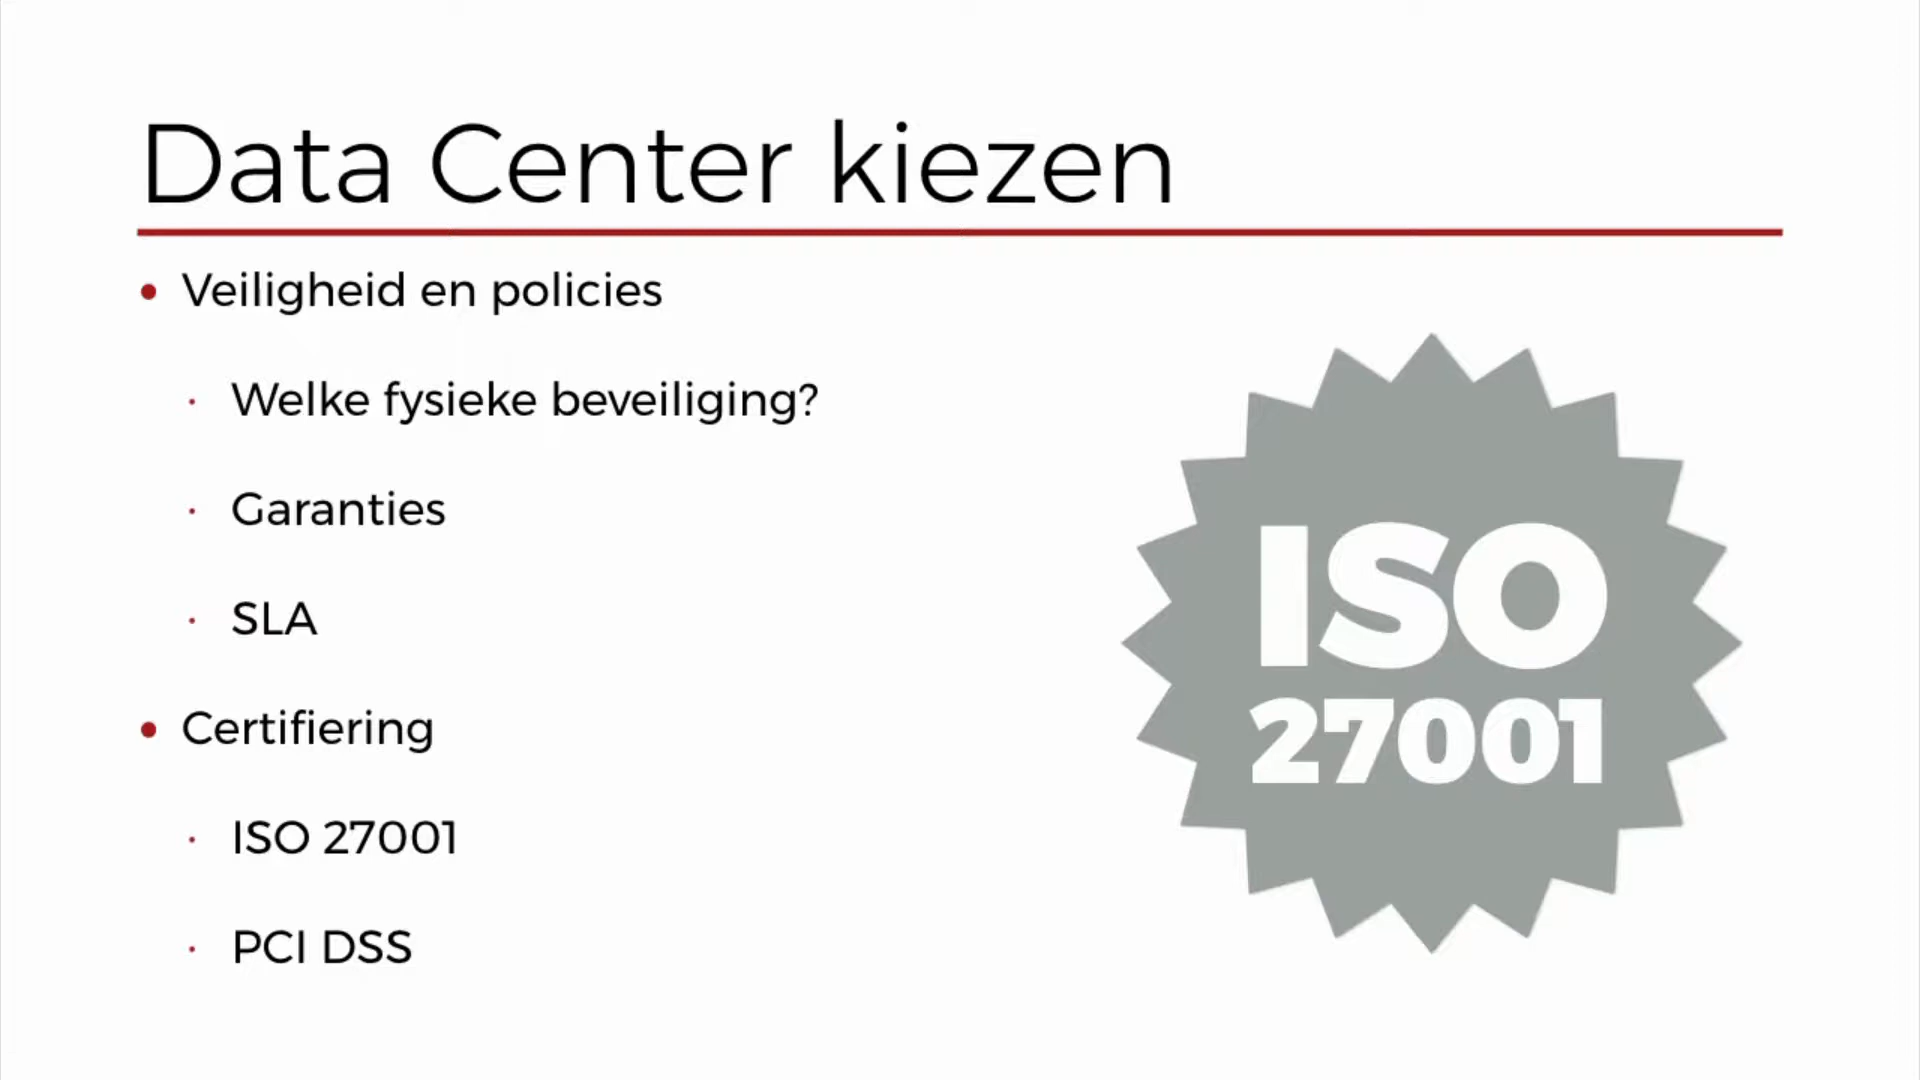 Data Center kiezen
Veiligheid en policies
Welke fysieke beveiliging?
Garanties
SLA
Certifiering
ISO 27001
PCI DSS
ISO
27001